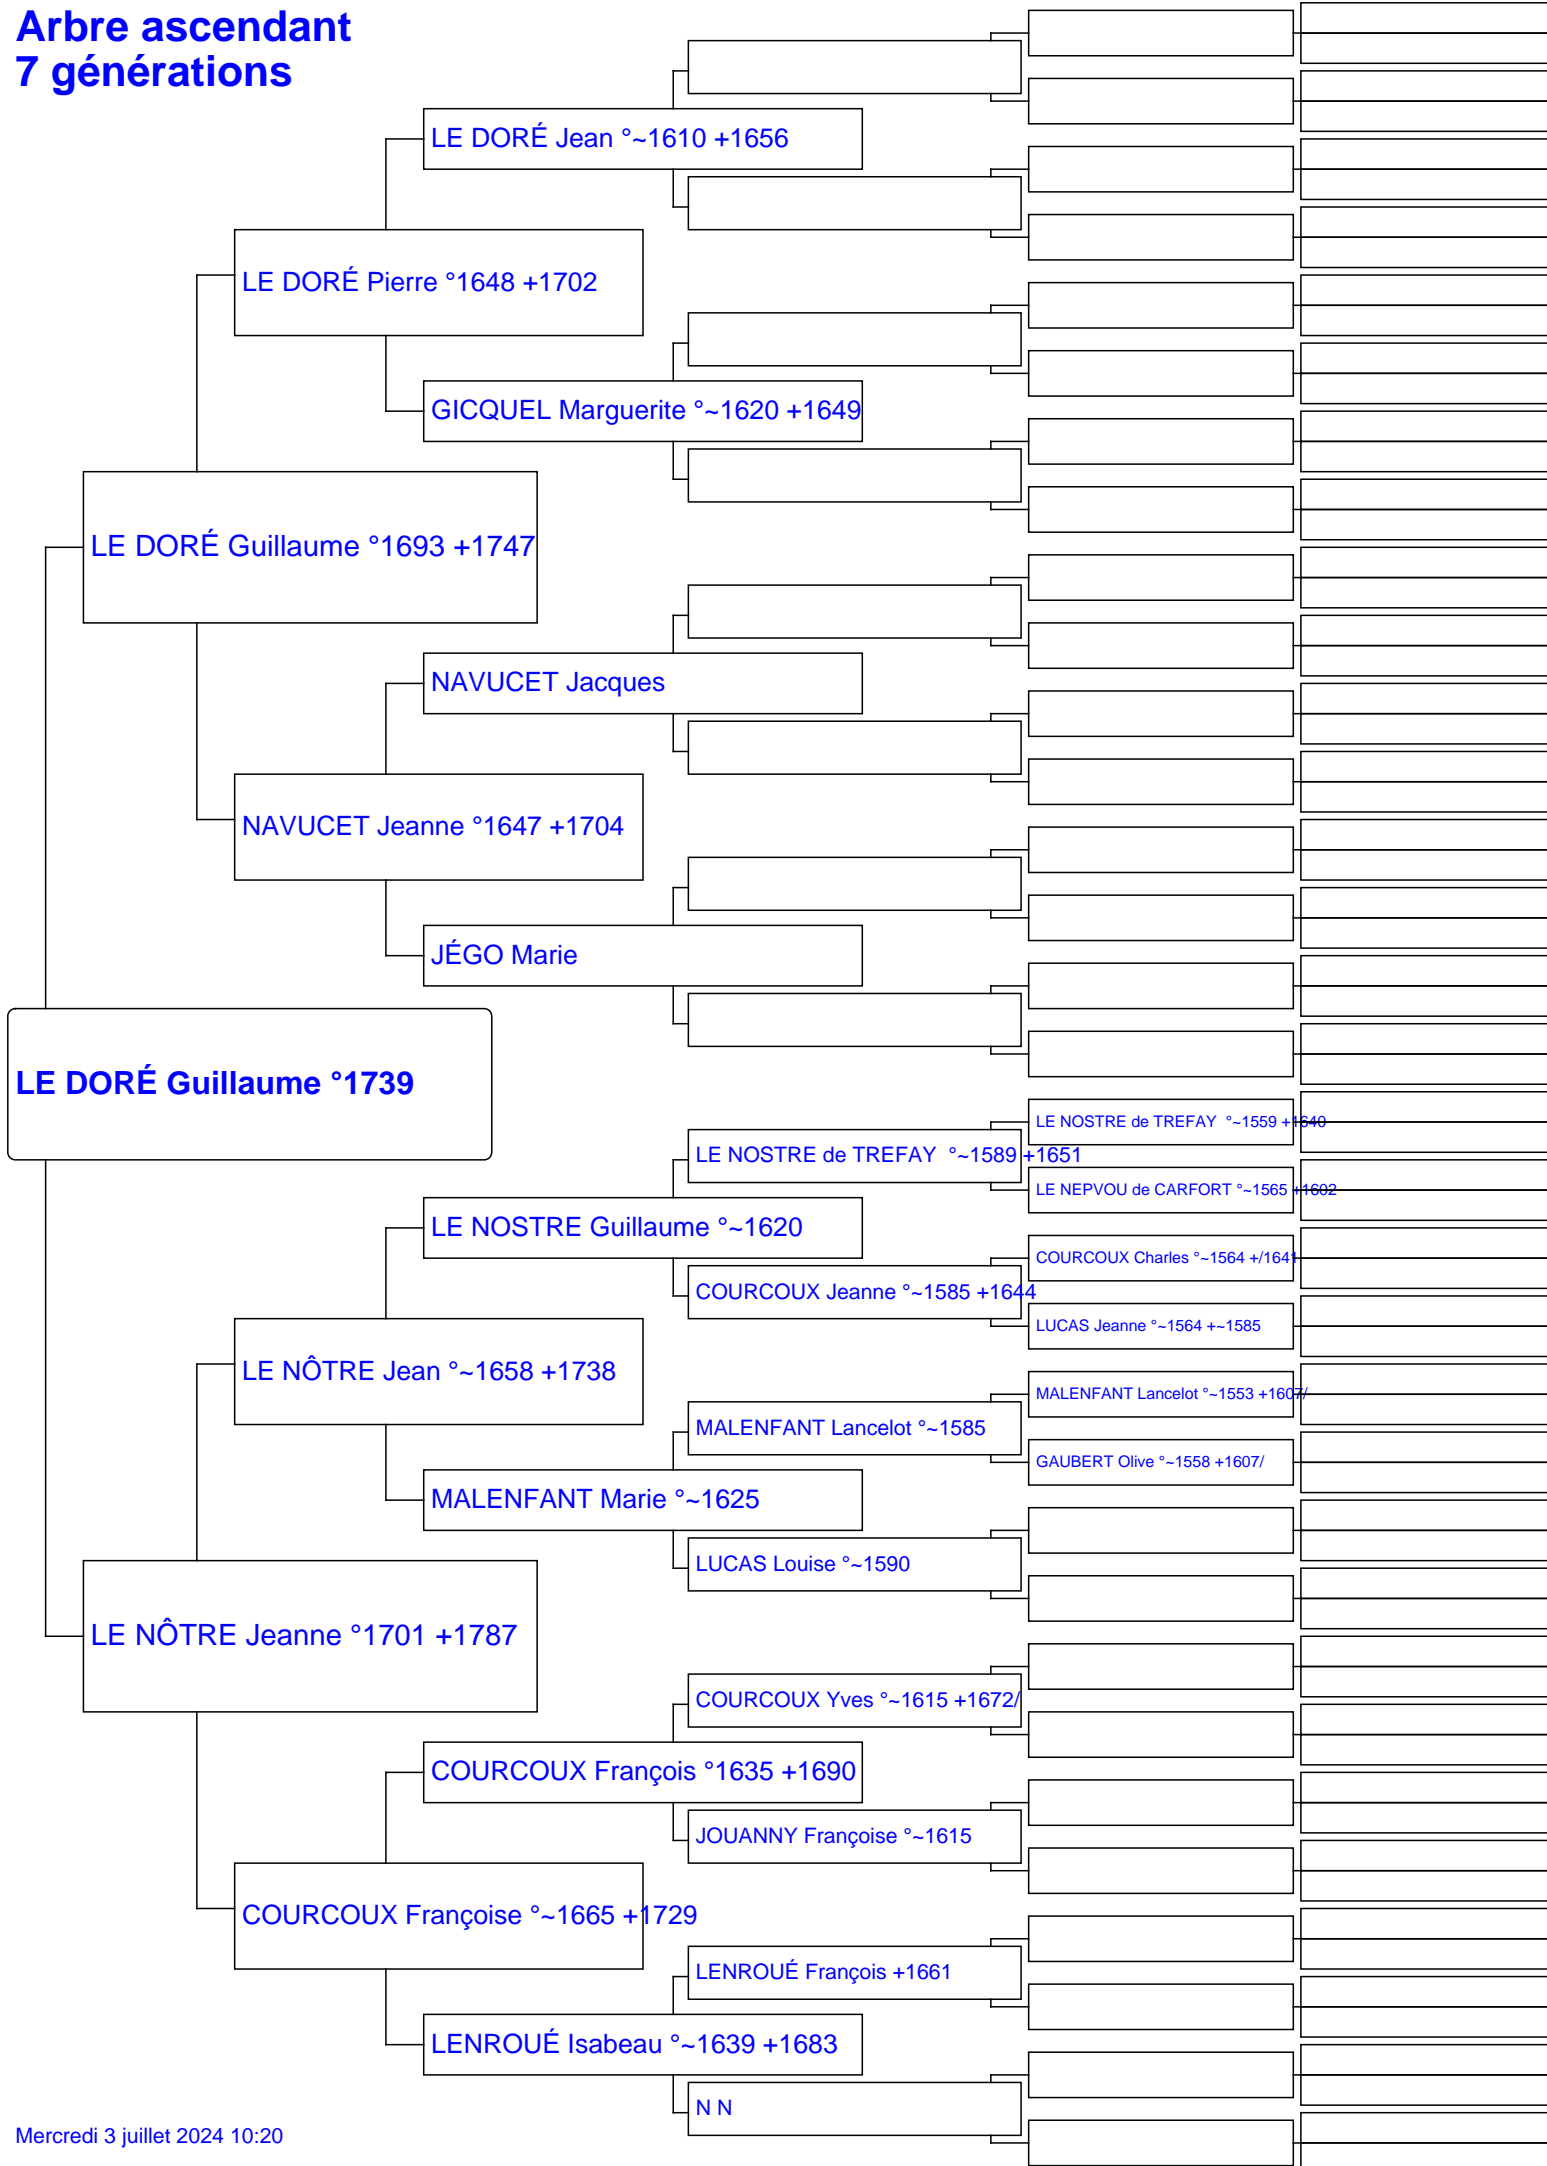 Arbre ascendant
7 générations
LE DORÉ Jean °~1610 +1656
LE DORÉ Pierre °1648 +1702
GICQUEL Marguerite °~1620 +1649
LE DORÉ Guillaume °1693 +1747
NAVUCET Jacques
NAVUCET Jeanne °1647 +1704
JÉGO Marie
LE DORÉ Guillaume °1739
LE NOSTRE de TREFAY  °~1559 +1640
LE NOSTRE de TREFAY  °~1589 +1651
LE NEPVOU de CARFORT °~1565 +1602
LE NOSTRE Guillaume °~1620
COURCOUX Charles °~1564 +/1641
COURCOUX Jeanne °~1585 +1644
LUCAS Jeanne °~1564 +~1585
LE NÔTRE Jean °~1658 +1738
MALENFANT Lancelot °~1553 +1607/
MALENFANT Lancelot °~1585
GAUBERT Olive °~1558 +1607/
MALENFANT Marie °~1625
LUCAS Louise °~1590
LE NÔTRE Jeanne °1701 +1787
COURCOUX Yves °~1615 +1672/
COURCOUX François °1635 +1690
JOUANNY Françoise °~1615
COURCOUX Françoise °~1665 +1729
LENROUÉ François +1661
LENROUÉ Isabeau °~1639 +1683
N N
Mercredi 3 juillet 2024 10:20